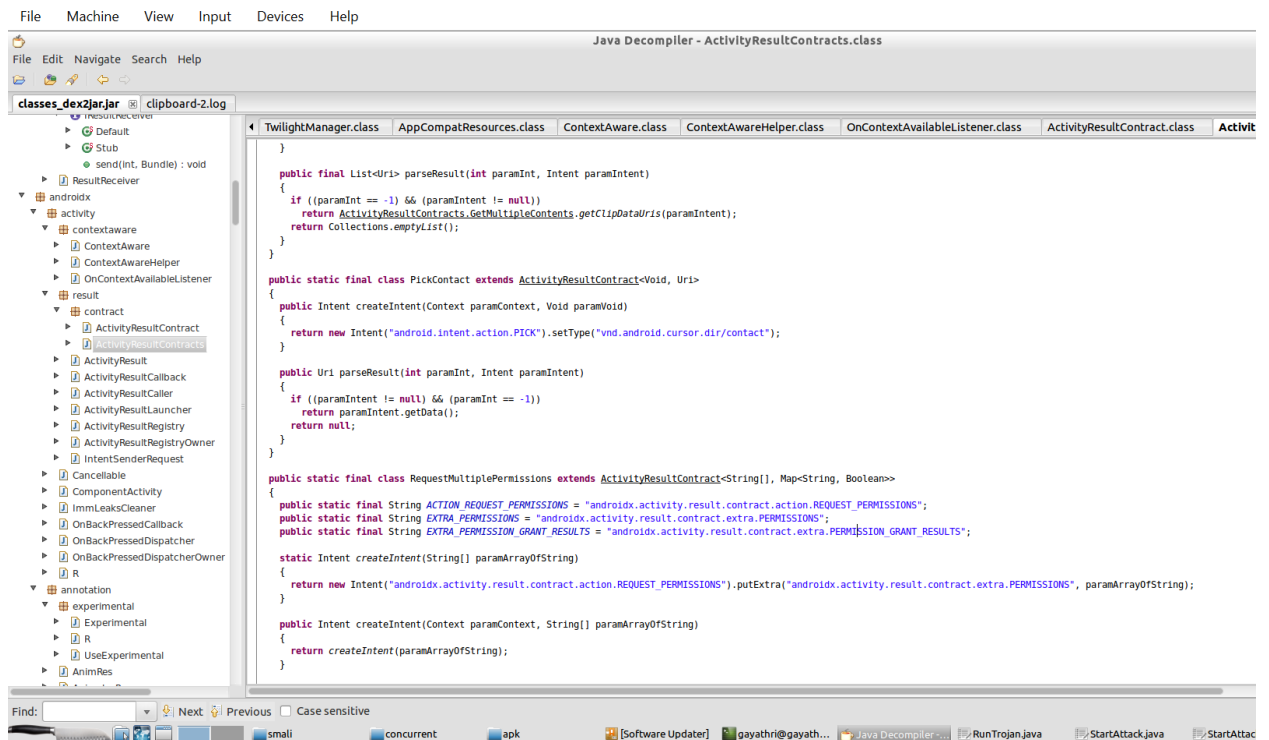 File Machine View Input Devices Help
Java Decompiler - ActivityResultContracts.class
File Edit Navigate Search Help
classes_dex2jar.jar clipboard-2.log
IResultReceiver
Default
Stub
send(int, Bundle) : void
ResultReceiver
androidx
activity
contextaware
ContextAware
ContextAwareHelper
OnContextAvailableListener
result
contract
ActivityResultContract
ActivityResultContracts
ActivityResult
ActivityResultCallback
ActivityResultCaller
ActivityResultLauncher
ActivityResultRegistry
ActivityResultRegistryOwner
IntentSenderRequest
Cancellable
ComponentActivity
ImmLeaksCleaner
OnBackPressedCallback
OnBackPressedDispatcher
OnBackPressedDispatcherOwner
R
annotation
experimental
Experimental
R
UseExperimental
AnimRes
TwilightManager.class AppCompatResources.class ContextAware.class ContextAwareHelper.class OnContextAvailableListener.class ActivityResultContract.class Activit
}
public final List<Uri> parseResult(int paramInt, Intent paramIntent)
{
if ((paramInt == -1) && (paramIntent != null))
return ActivityResultContracts.GetMultipleContents.getClipDataUris(paramIntent);
return Collections.emptyList();
}
}
public static final class PickContact extends ActivityResultContract<Void, Uri>
{
public Intent createIntent(Context paramContext, Void paramVoid)
{
return new Intent("android.intent.action.PICK").setType("vnd.android.cursor.dir/contact");
}
public Uri parseResult(int paramInt, Intent paramIntent)
{
if ((paramIntent != null) && (paramInt == -1))
return paramIntent.getData();
return null;
}
}
public static final class RequestMultiplePermissions extends ActivityResultContract<String[], Map<String, Boolean>>
{
public static final String ACTION_REQUEST_PERMISSIONS = "androidx.activity.result.contract.action.REQUEST_PERMISSIONS";
public static final String EXTRA_PERMISSIONS = "androidx.activity.result.contract.extra.PERMISSIONS";
public static final String EXTRA_PERMISSION_GRANT_RESULTS = "androidx.activity.result.contract.extra.PERMISSION_GRANT_RESULTS";
static Intent createIntent(String[] paramArrayOfString)
{
return new Intent("androidx.activity.result.contract.action.REQUEST_PERMISSIONS").putExtra("androidx.activity.result.contract.extra.PERMISSIONS", paramArrayOfString);
}
public Intent createIntent(Context paramContext, String[] paramArrayOfString)
{
return createIntent(paramArrayOfString);
}
Find: Next Previous Case sensitive
smali concurrent apk [Software Updater] gayathri@gayath... Java Decompiler -... RunTrojan.java StartAttack.java StartAttac